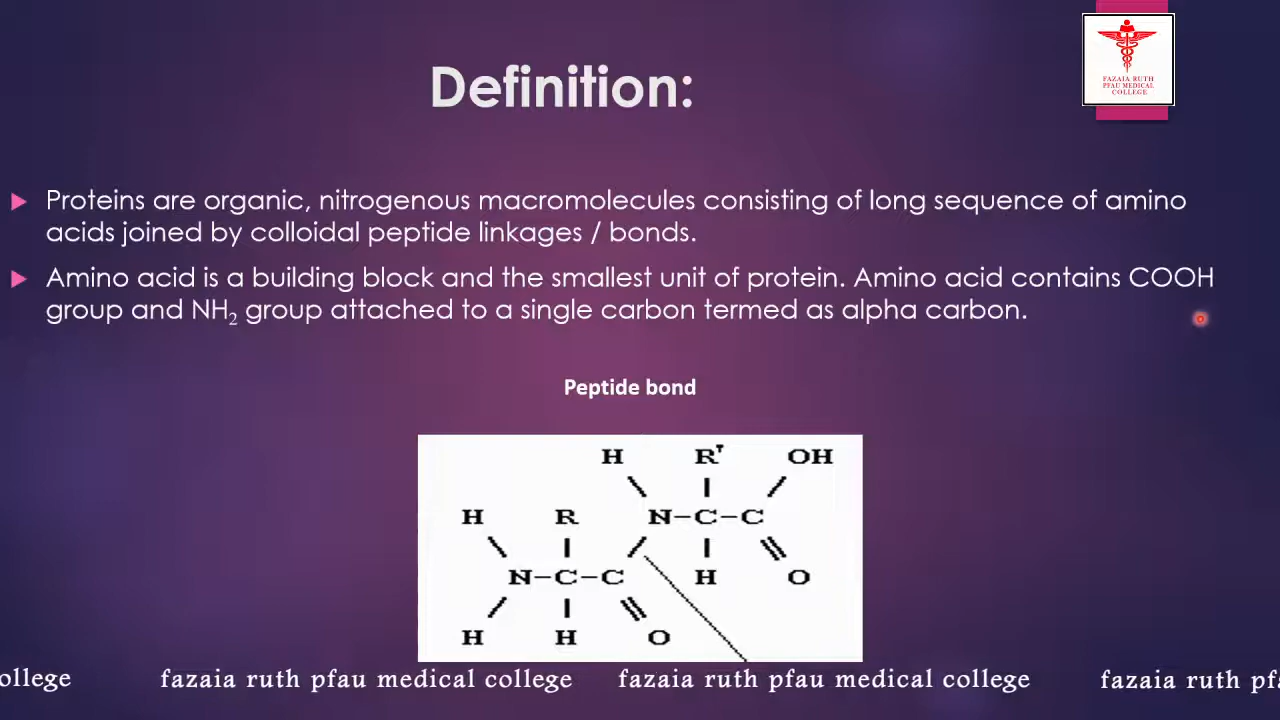 Definition:
FAZAIA RUTH
PFAU MEDICAL
COLLEGE
Proteins are organic, nitrogenous macromolecules consisting of long sequence of amino
acids joined by colloidal peptide linkages / bonds.
Amino acid is a building block and the smallest unit of protein. Amino acid contains COOH
group and NH₂ group attached to a single carbon termed as alpha carbon.
Peptide bond
H R' OH
H R N-C-C
N-C-C H O
H H O
ollege fazaia ruth pfau medical college fazaia ruth pfau medical college fazaia ruth pf